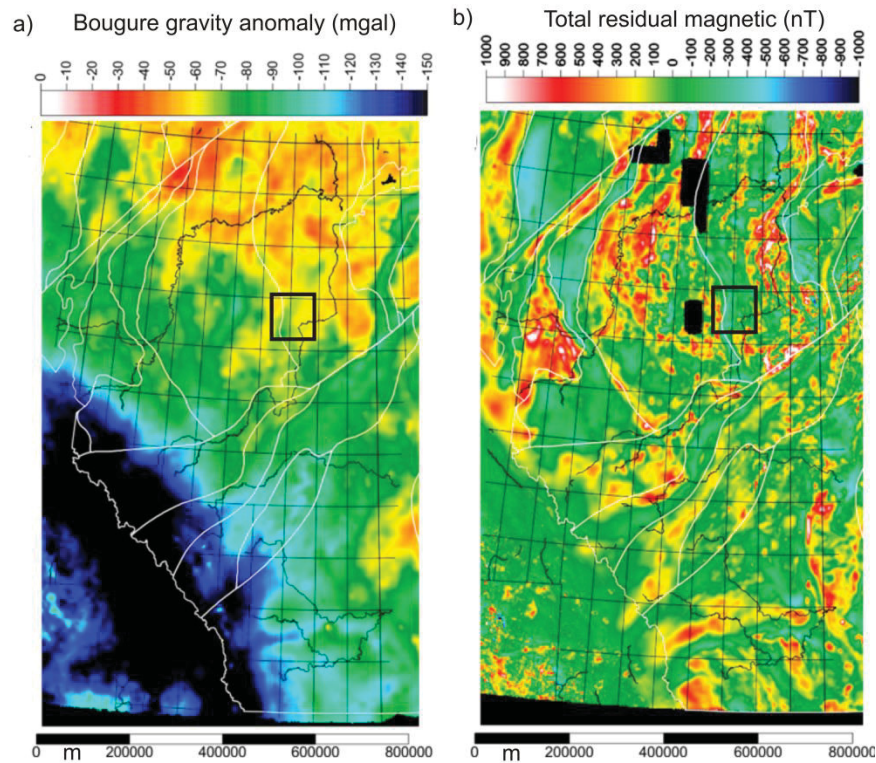 a) Bougure gravity anomaly (mgal)
0 -10 -20 -30 -40 -50 -60 -70 -80 -90 -100 -110 -120 -130 -140 -150
m 200000 400000 600000 800000
b) Total residual magnetic (nT)
1000 900 800 700 600 500 400 300 200 100 0 -100 -200 -300 -400 -500 -600 -700 -800 -900 -1000
m 200000 400000 600000 800000